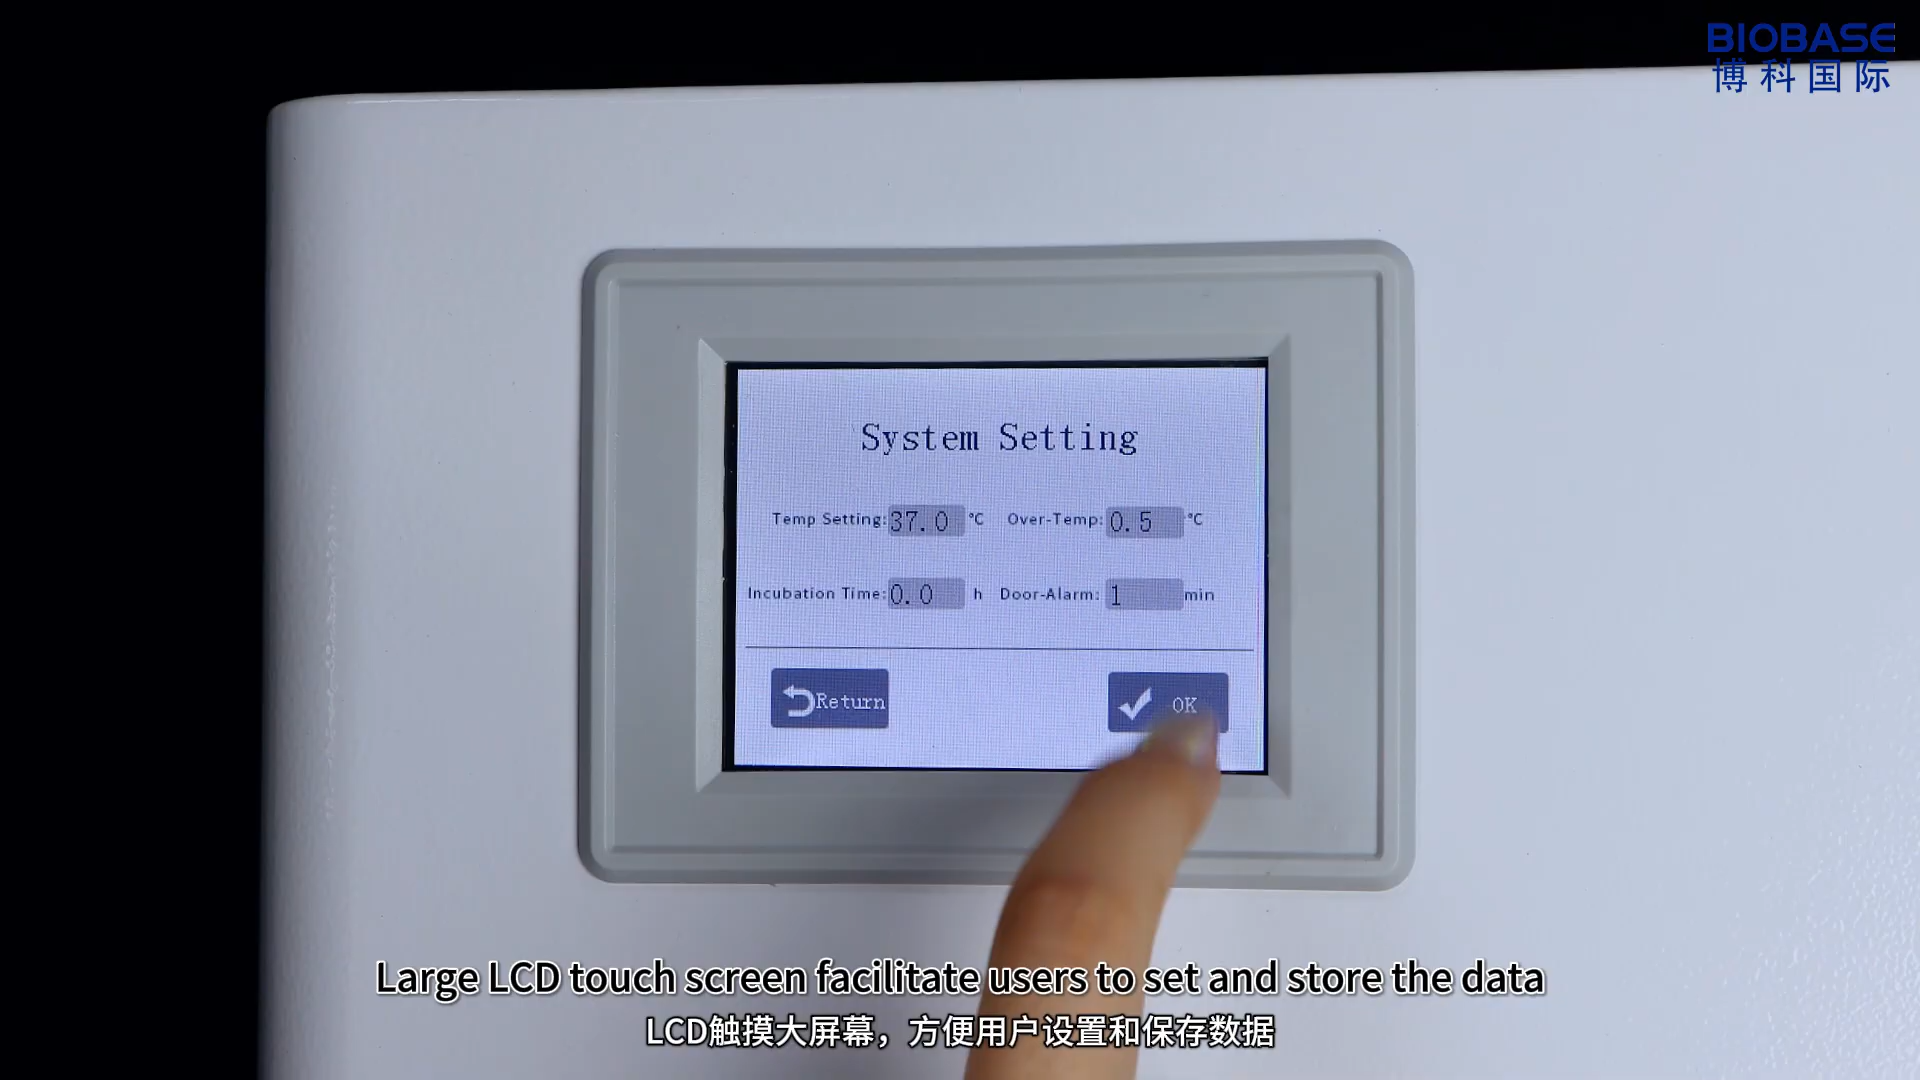 BIOBASE
博科国际
System Setting
Temp Setting: 37.0 ℃ Over-Temp: 0.5 ℃
Incubation Time: 0.0 h Door-Alarm: 1 min
Return OK
Large LCD touch screen facilitate users to set and store the data
LCD触摸大屏幕，方便用户设置和保存数据